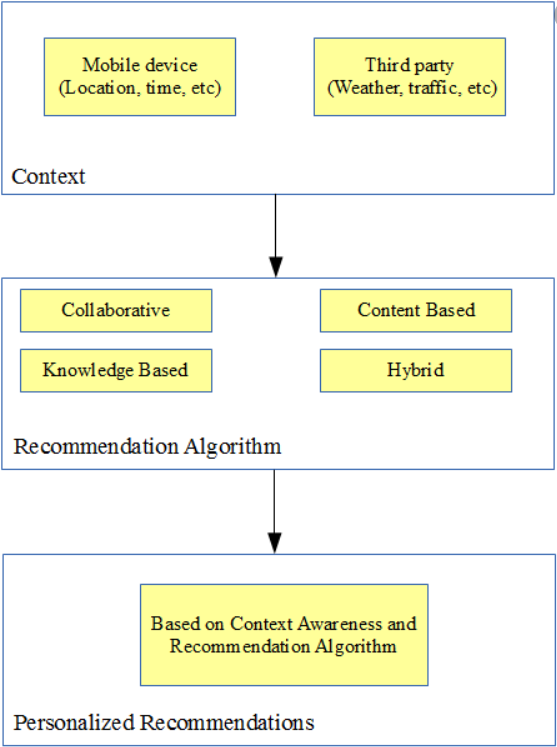 Mobile device
(Location, time, etc)
Third party
(Weather, traffic, etc)
Context
Collaborative
Content Based
Knowledge Based
Hybrid
Recommendation Algorithm
Based on Context Awareness and
Recommendation Algorithm
Personalized Recommendations